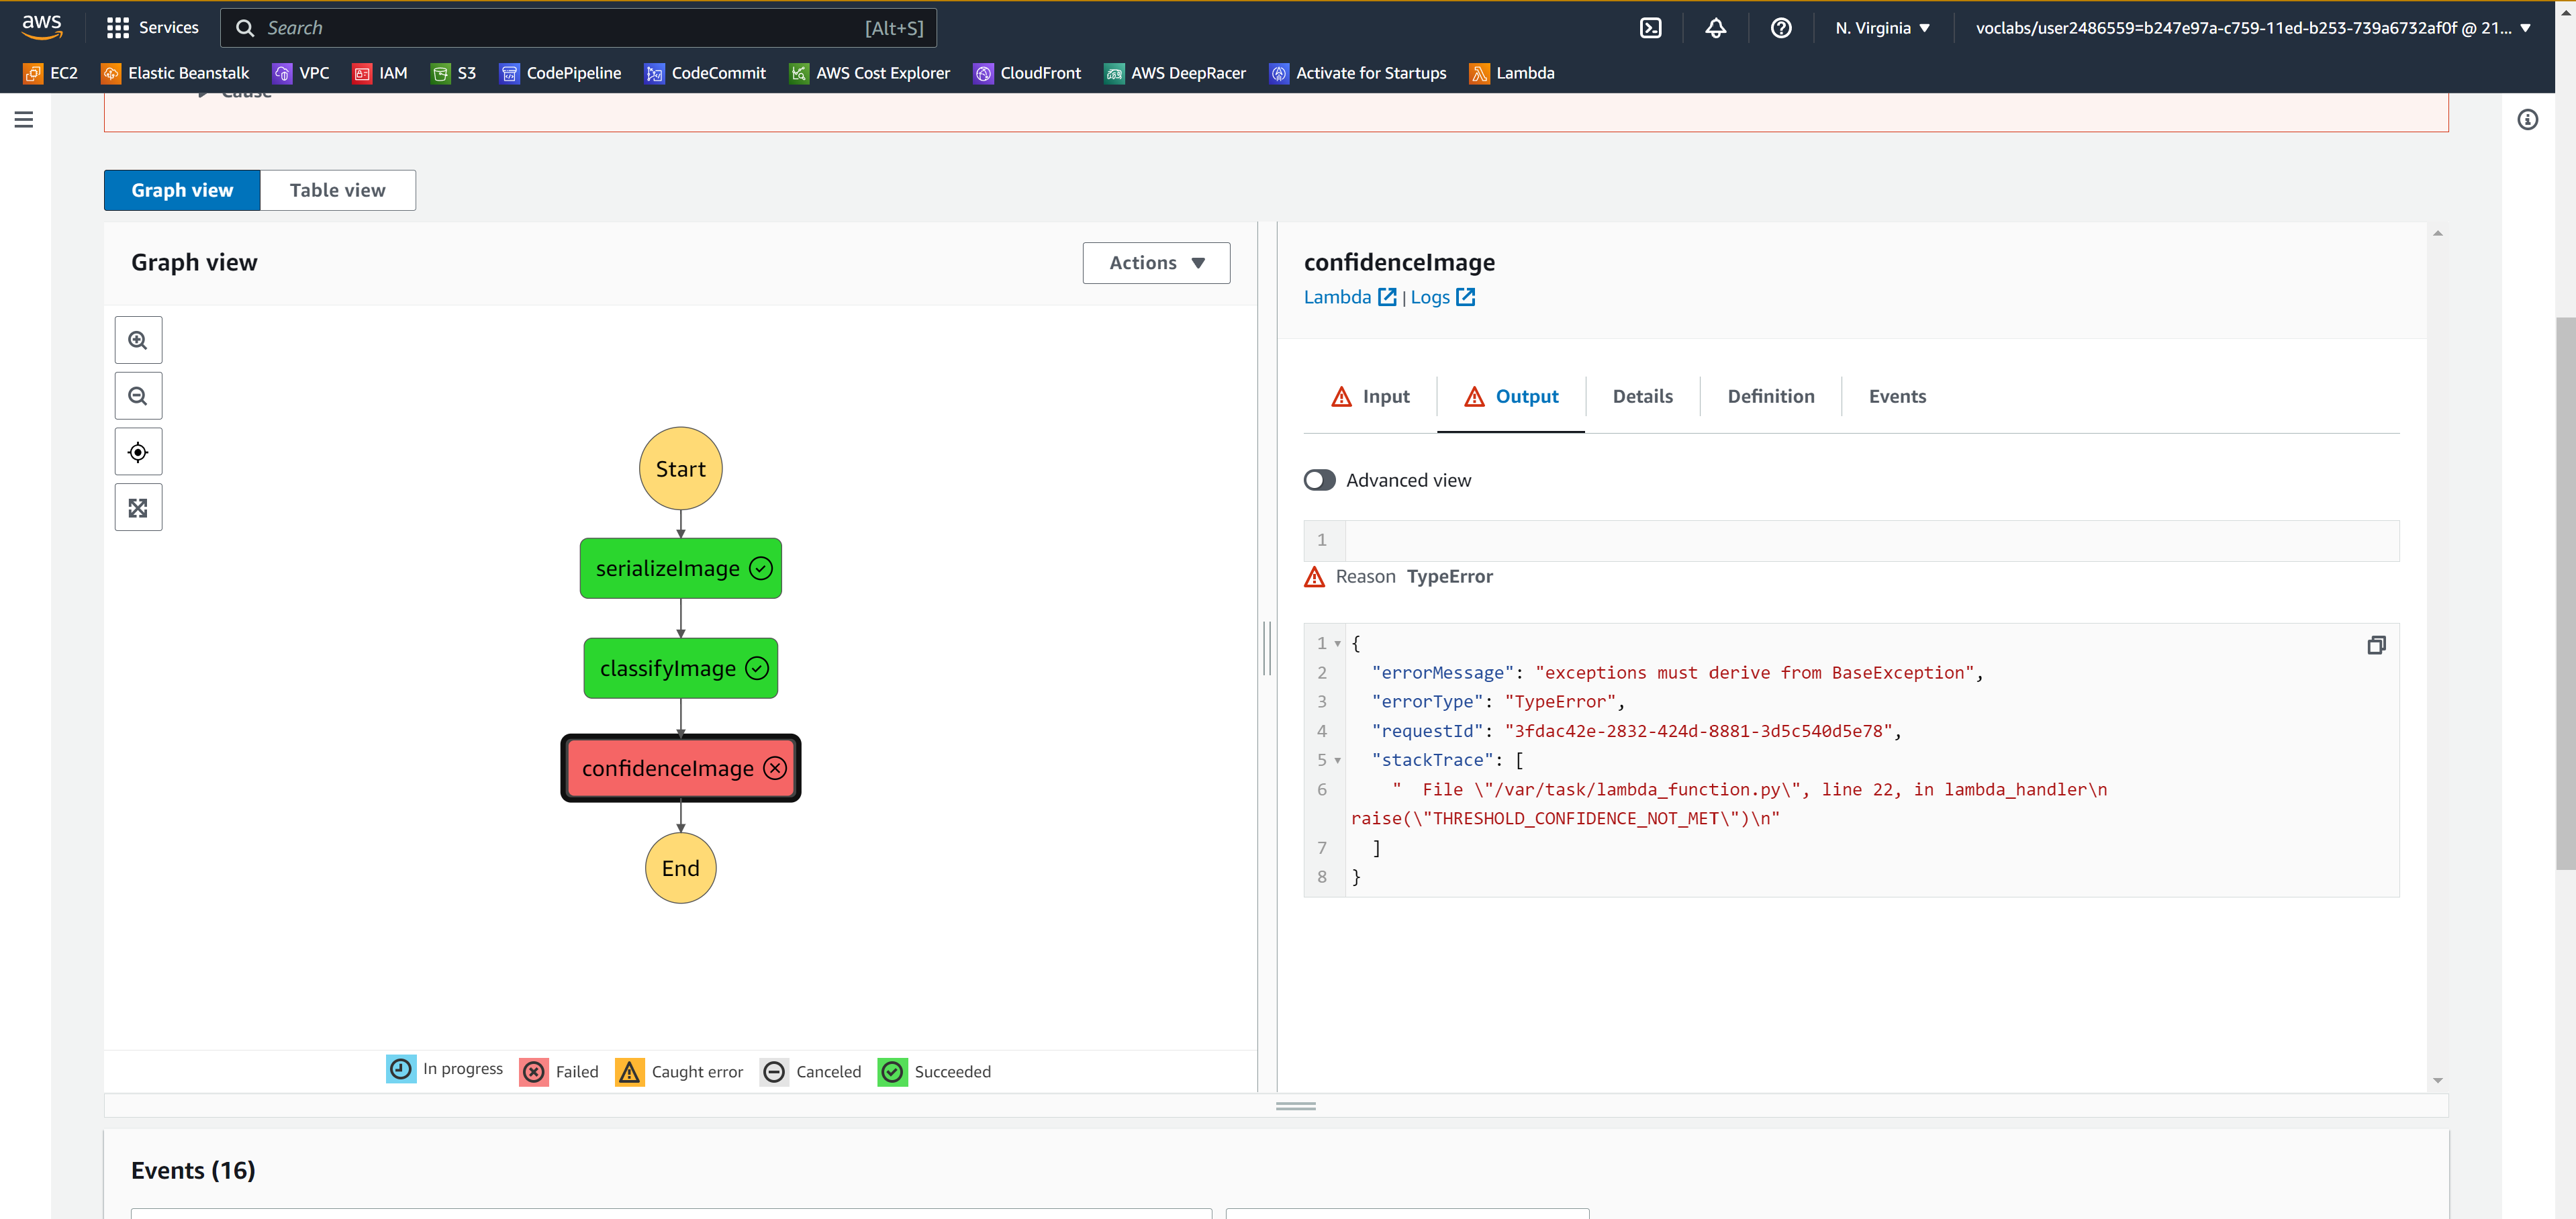 aws
Services
Search
[Alt+S]
N. Virginia
voclabs/user2486559=b247e97a-c759-11ed-b253-739a6732af0f @ 21...
EC2
Elastic Beanstalk
VPC
IAM
S3
CodePipeline
CodeCommit
AWS Cost Explorer
CloudFront
AWS DeepRacer
Activate for Startups
Lambda
Cause
Graph view
Table view
Graph view
Actions
Start
serializeImage
classifyImage
confidenceImage
End
In progress
Failed
Caught error
Canceled
Succeeded
confidenceImage
Lambda | Logs
Input
Output
Details
Definition
Events
Advanced view
1
Reason TypeError
1 {
2 "errorMessage": "exceptions must derive from BaseException",
3 "errorType": "TypeError",
4 "requestId": "3fdac42e-2832-424d-8881-3d5c540d5e78",
5 "stackTrace": [
6 " File \"/var/task/lambda_function.py\", line 22, in lambda_handler\n
raise(\"THRESHOLD_CONFIDENCE_NOT_MET\")\n"
7 ]
8 }
Events (16)